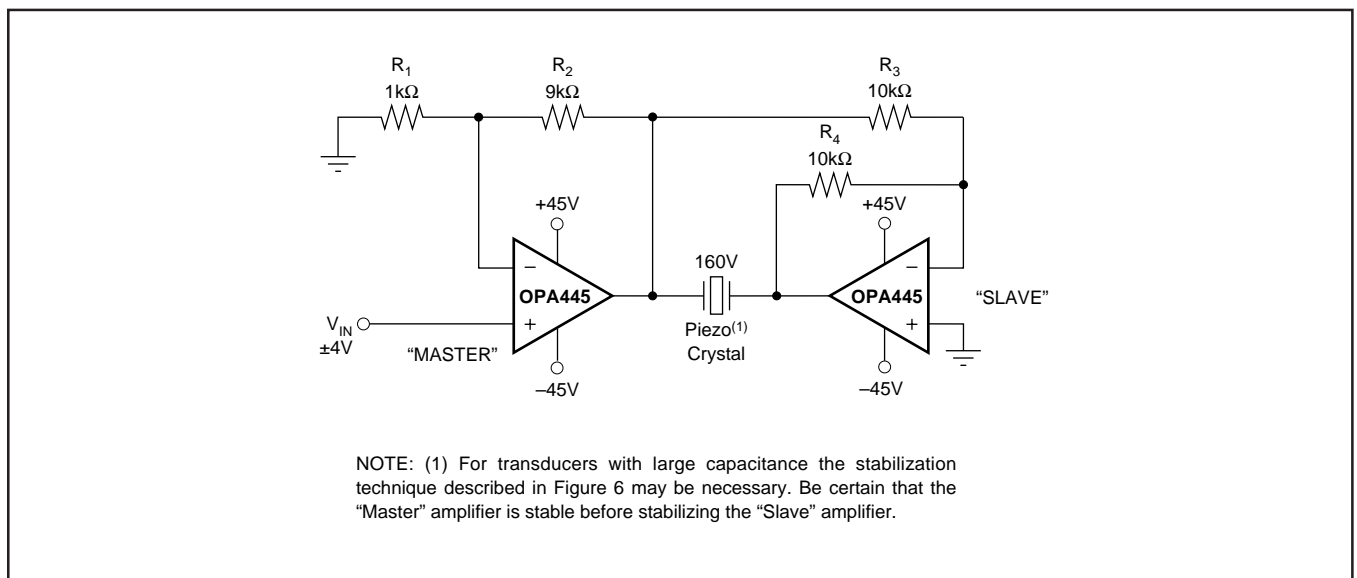 R1
1kΩ
R2
9kΩ
R3
10kΩ
R4
10kΩ
+45V
+45V
160V
–
OPA445
+
–
OPA445
+
"SLAVE"
VIN
±4V
"MASTER"
Piezo(1)
Crystal
–45V
–45V
NOTE: (1) For transducers with large capacitance the stabilization
technique described in Figure 6 may be necessary. Be certain that the
“Master” amplifier is stable before stabilizing the “Slave” amplifier.